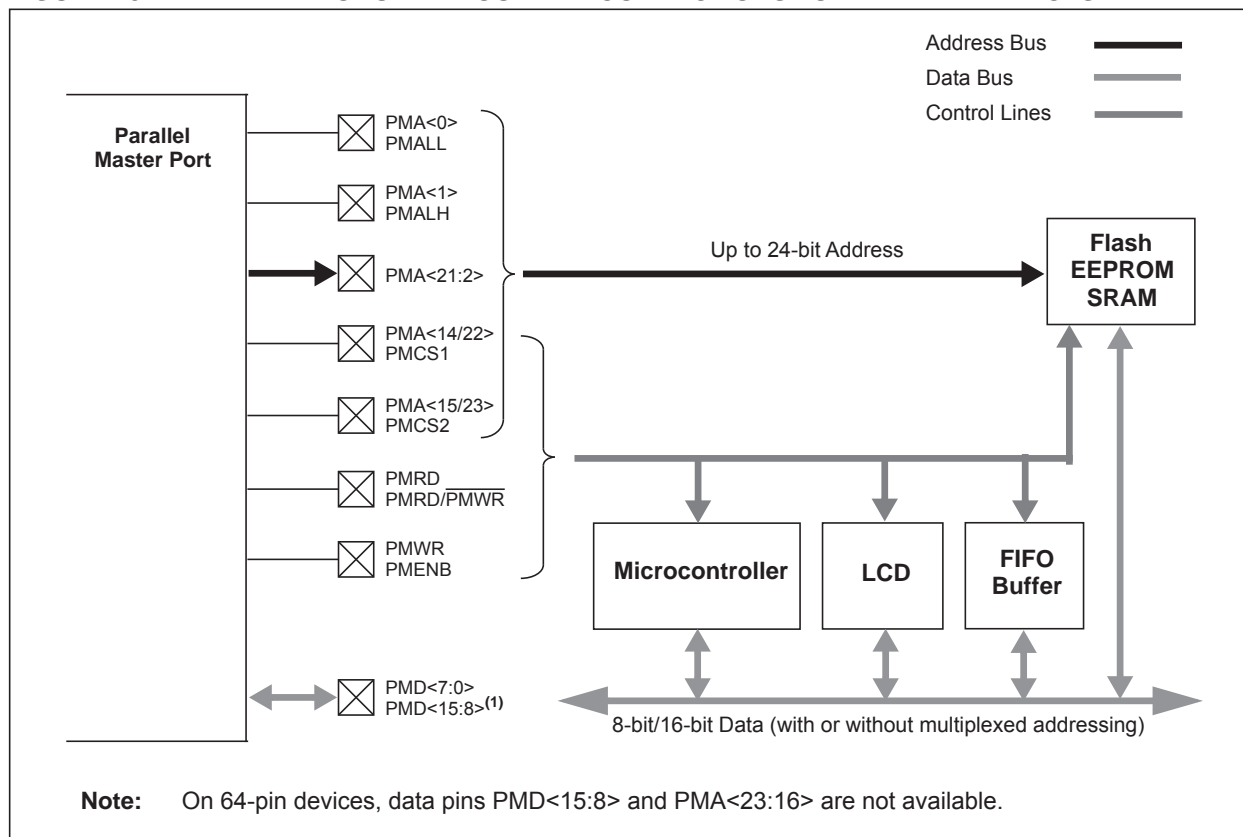 Address Bus
Data Bus
Control Lines
Parallel
Master Port
PMA<0>
PMALL
PMA<1>
PMALH
PMA<21:2>
PMA<14/22>
PMCS1
PMA<15/23>
PMCS2
PMRD
PMRD/PMWR
PMWR
PMENB
PMD<7:0>
PMD<15:8>(1)
Up to 24-bit Address
Flash
EEPROM
SRAM
Microcontroller
LCD
FIFO
Buffer
8-bit/16-bit Data (with or without multiplexed addressing)
Note: On 64-pin devices, data pins PMD<15:8> and PMA<23:16> are not available.